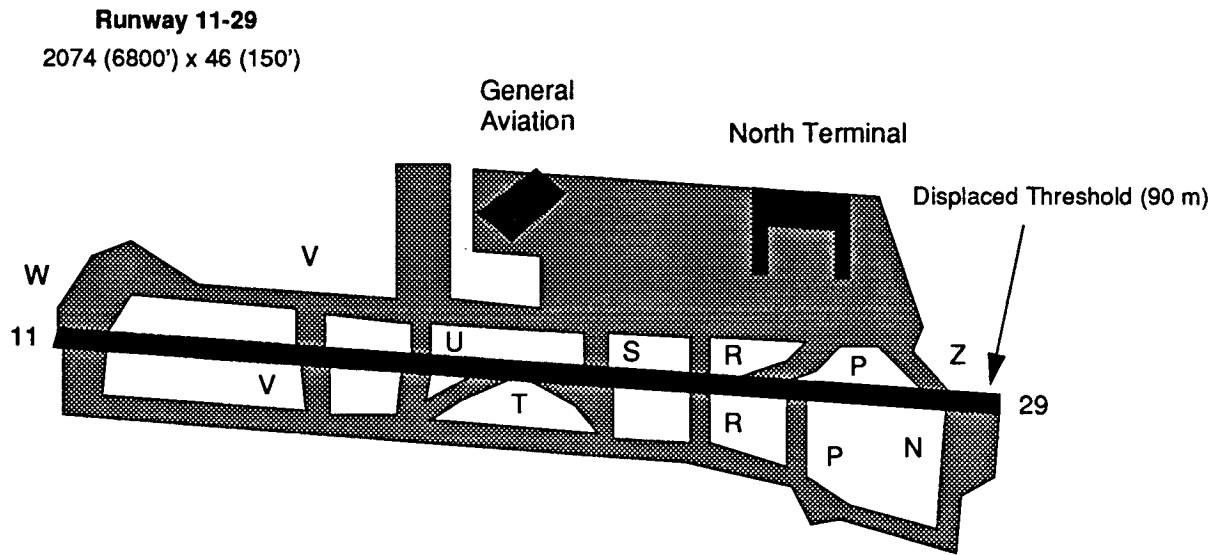 Runway 11-29
2074 (6800') x 46 (150')
General
Aviation
North Terminal
Displaced Threshold (90 m)
V
W
11
U
S
R
P
Z
V
T
R
P
N
29